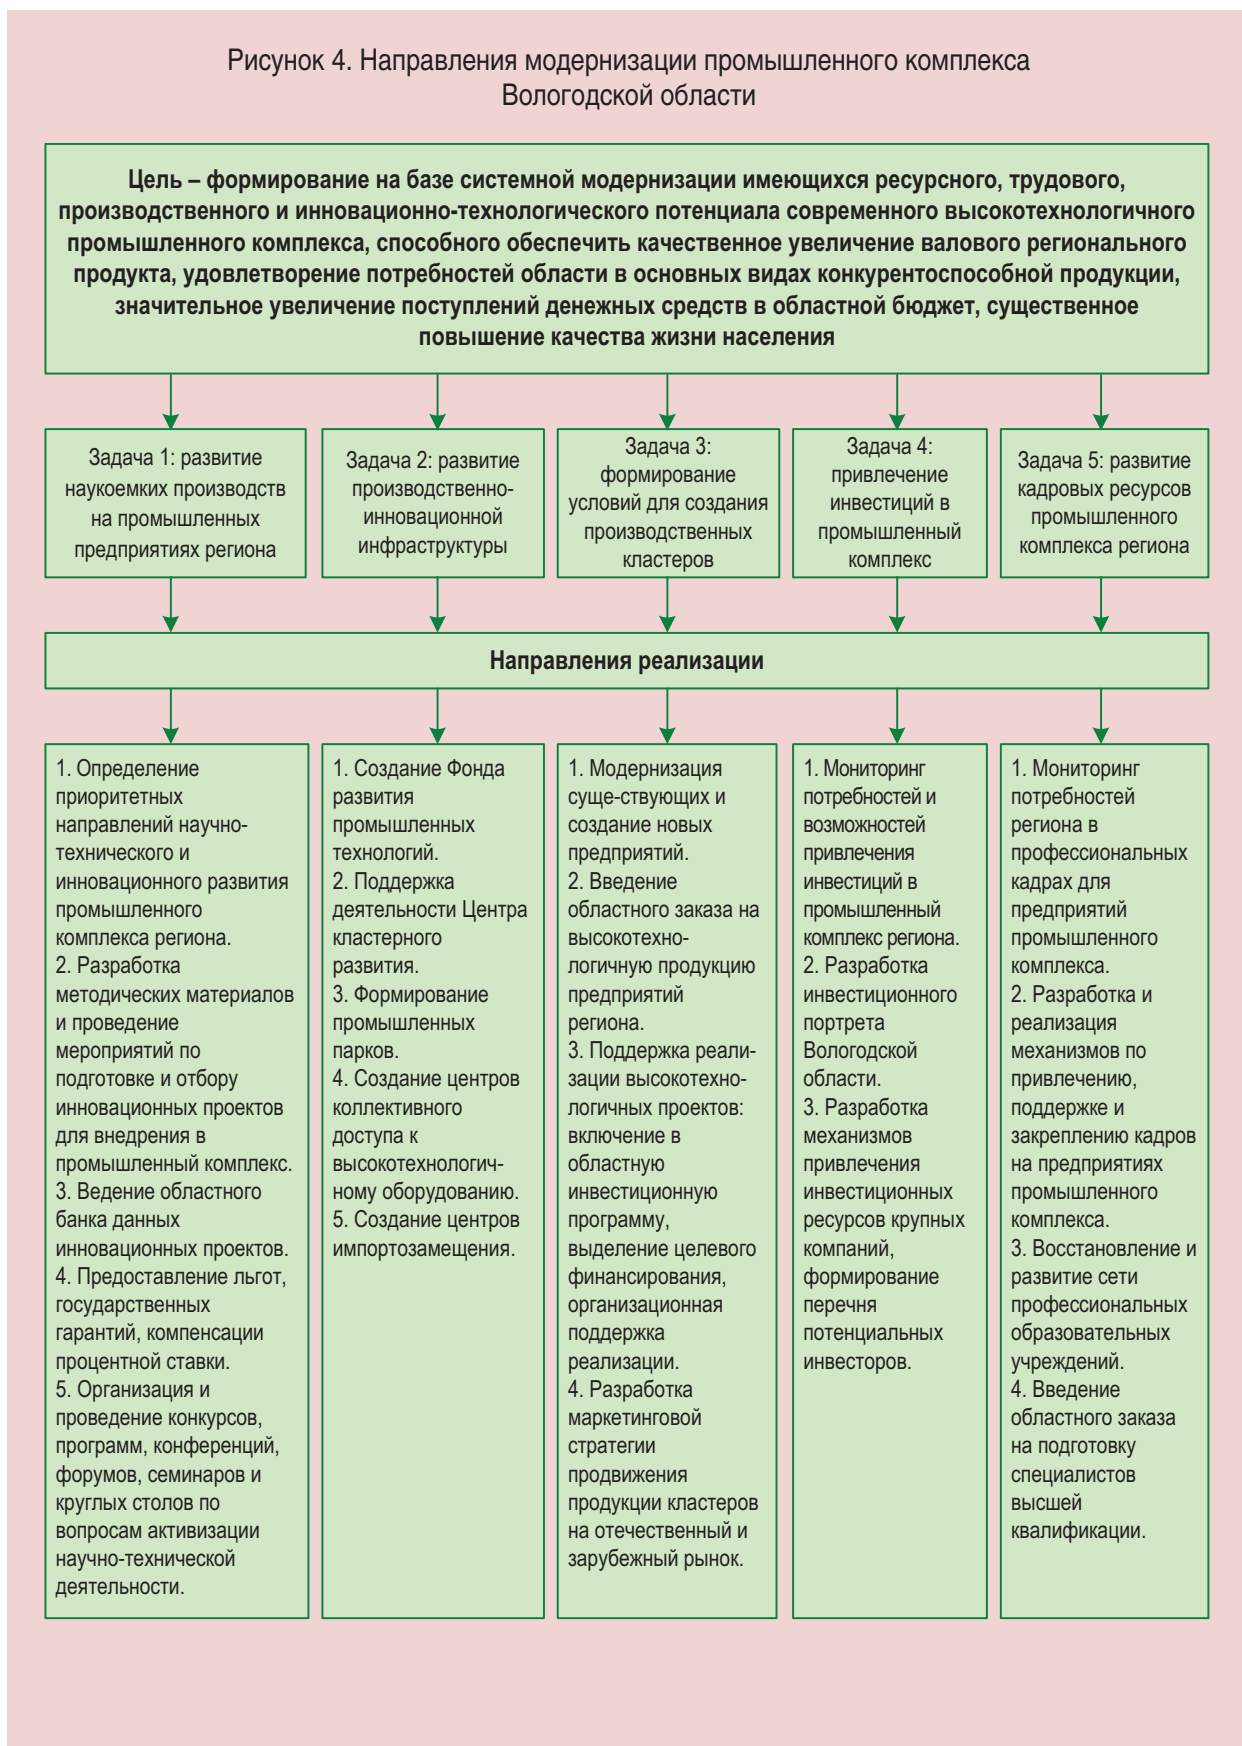 Рисунок 4. Направления модернизации промышленного комплекса
Вологодской области
Цель – формирование на базе системной модернизации имеющихся ресурсного, трудового,
производственного и инновационно-технологического потенциала современного высокотехнологичного
промышленного комплекса, способного обеспечить качественное увеличение валового регионального
продукта, удовлетворение потребностей области в основных видах конкурентоспособной продукции,
значительное увеличение поступлений денежных средств в областной бюджет, существенное
повышение качества жизни населения
Задача 1: развитие
наукоемких производств
на промышленных
предприятиях региона
Задача 2: развитие
производственно-
инновационной
инфраструктуры
Задача 3:
формирование
условий для создания
производственных
кластеров
Задача 4:
привлечение
инвестиций в
промышленный
комплекс
Задача 5: развитие
кадровых ресурсов
промышленного
комплекса региона
Направления реализации
1. Определение
приоритетных
направлений научно-
технического и
инновационного развития
промышленного
комплекса региона.
2. Разработка
методических материалов
и проведение
мероприятий по
подготовке и отбору
инновационных проектов
для внедрения в
промышленный комплекс.
3. Ведение областного
банка данных
инновационных проектов.
4. Предоставление льгот,
государственных
гарантий, компенсации
процентной ставки.
5. Организация и
проведение конкурсов,
программ, конференций,
форумов, семинаров и
круглых столов по
вопросам активизации
научно-технической
деятельности.
1. Создание Фонда
развития
промышленных
технологий.
2. Поддержка
деятельности Центра
кластерного
развития.
3. Формирование
промышленных
парков.
4. Создание центров
коллективного
доступа к
высокотехнологич-
ному оборудованию.
5. Создание центров
импортозамещения.
1. Модернизация
суще-ствующих и
создание новых
предприятий.
2. Введение
областного заказа на
высокотехно-
логичную продукцию
предприятий
региона.
3. Поддержка реали-
зации высокотехно-
логичных проектов:
включение в
областную
инвестиционную
программу,
выделение целевого
финансирования,
организационная
поддержка
реализации.
4. Разработка
маркетинговой
стратегии
продвижения
продукции кластеров
на отечественный и
зарубежный рынок.
1. Мониторинг
потребностей и
возможностей
привлечения
инвестиций в
промышленный
комплекс региона.
2. Разработка
инвестиционного
портрета
Вологодской
области.
3. Разработка
механизмов
привлечения
инвестиционных
ресурсов крупных
компаний,
формирование
перечня
потенциальных
инвесторов.
1. Мониторинг
потребностей
региона в
профессиональных
кадрах для
предприятий
промышленного
комплекса.
2. Разработка и
реализация
механизмов по
привлечению,
поддержке и
закреплению кадров
на предприятиях
промышленного
комплекса.
3. Восстановление и
развитие сети
профессиональных
образовательных
учреждений.
4. Введение
областного заказа
на подготовку
специалистов
высшей
квалификации.